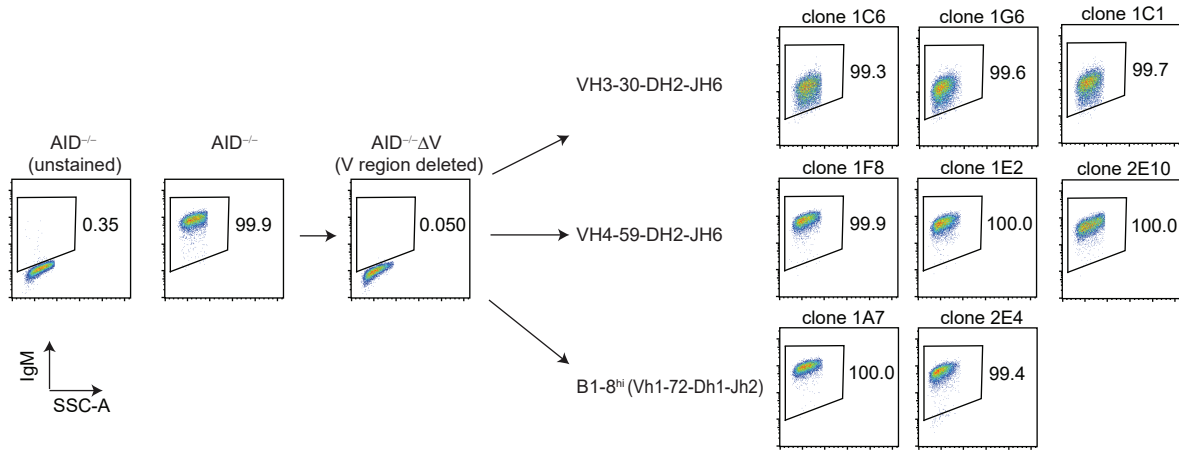 clone 1C6
clone 1G6
clone 1C1
99.3
99.6
99.7
VH3-30-DH2-JH6
AID⁻/⁻
(unstained)
AID⁻/⁻
AID⁻/⁻ΔV
(V region deleted)
0.35
99.9
0.050
clone 1F8
clone 1E2
clone 2E10
99.9
100.0
100.0
VH4-59-DH2-JH6
clone 1A7
clone 2E4
100.0
99.4
B1-8ʰⁱ (Vh1-72-Dh1-Jh2)
IgM
SSC-A